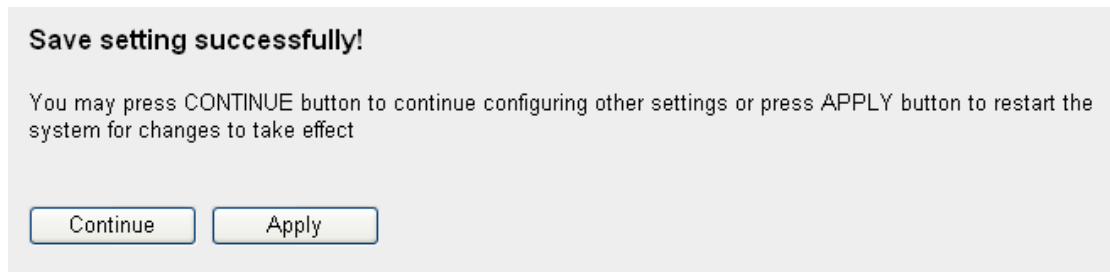 Save setting successfully!
You may press CONTINUE button to continue configuring other settings or press APPLY button to restart the
system for changes to take effect
Continue
Apply